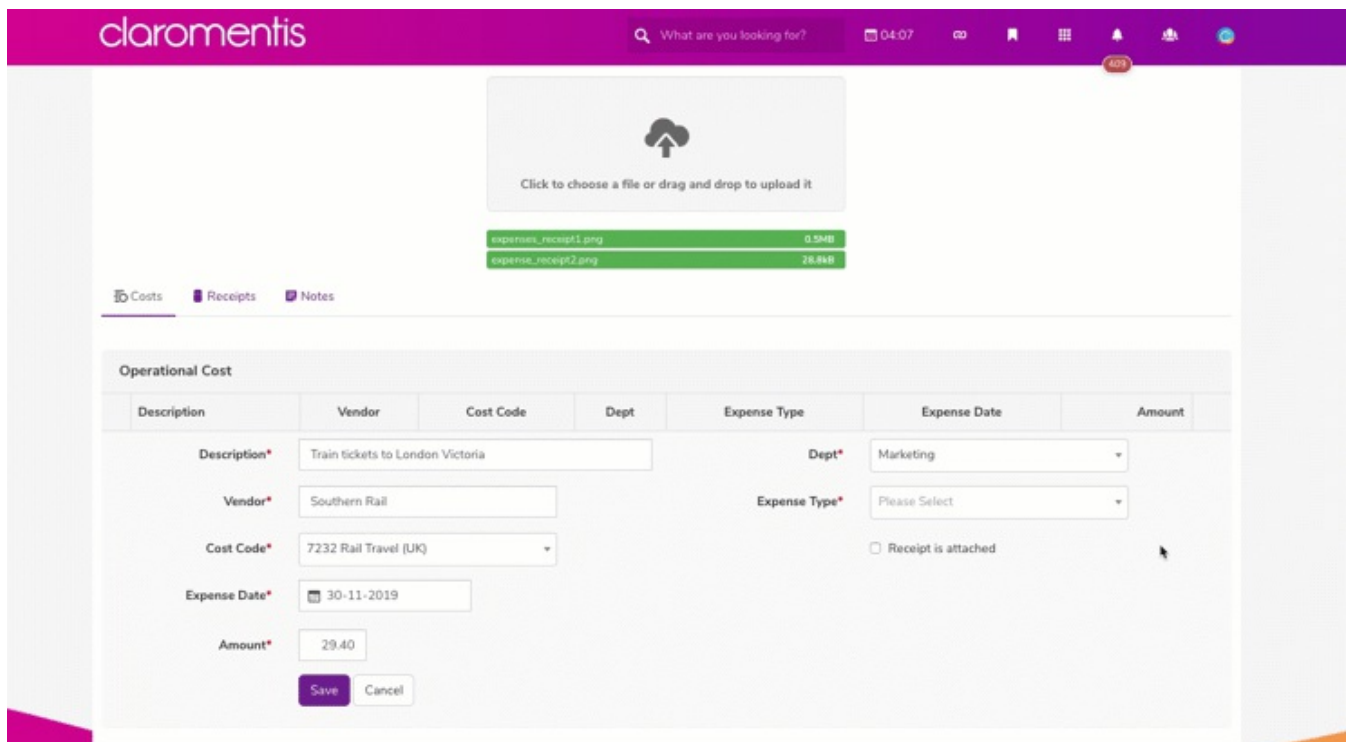 claromentis
What are you looking for? 04:07
409
Click to choose a file or drag and drop to upload it
expenses_receipt1.png 0.5MB
expense_receipt2.png 28.8kB
Costs Receipts Notes
Operational Cost
Description Vendor Cost Code Dept Expense Type Expense Date Amount
Description* Train tickets to London Victoria Dept* Marketing
Vendor* Southern Rail Expense Type* Please Select
Cost Code* 7232 Rail Travel (UK) Receipt is attached
Expense Date* 30-11-2019
Amount* 29.40
Save Cancel